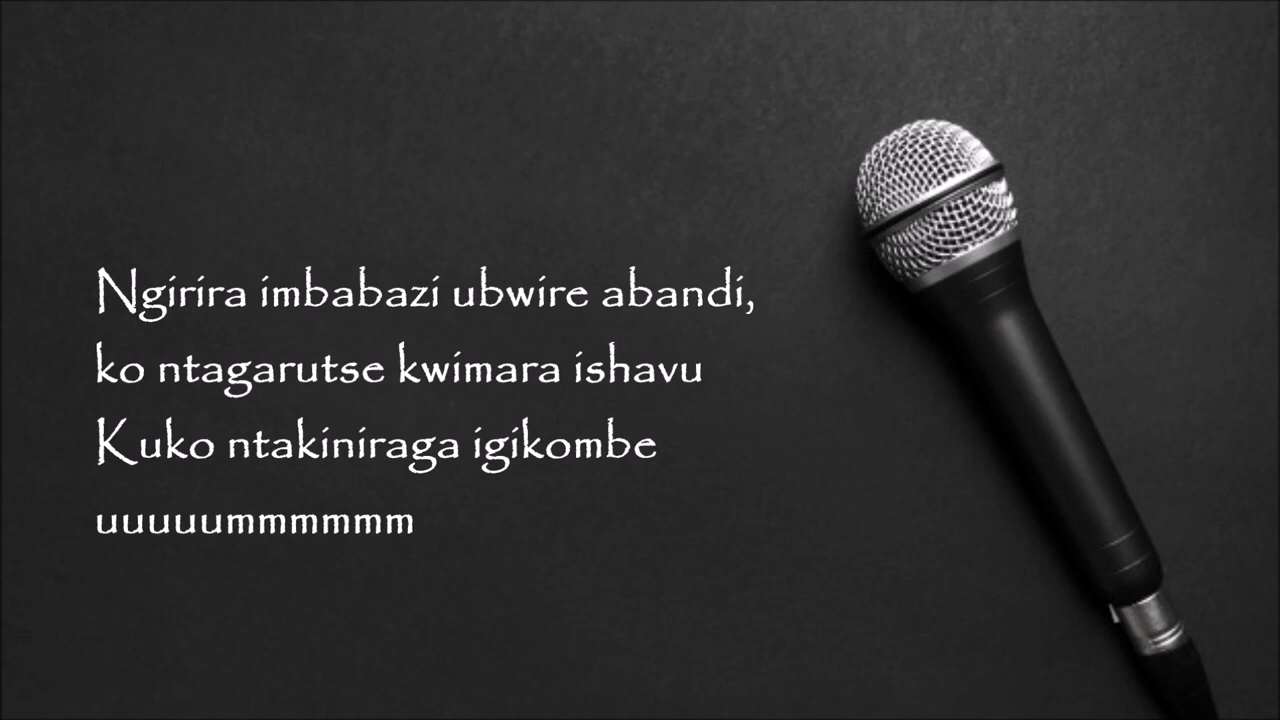 Ngirira imbabazi ubwire abandi,
ko ntagarutse kwimara ishavu
Kuko ntakiniraga igikombe
uuuuummmmmm